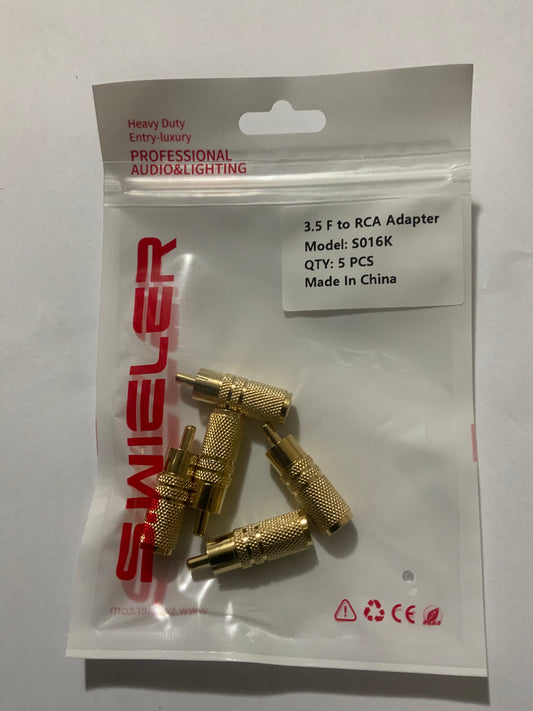 Heavy Duty
Entry-luxury
PROFESSIONAL
AUDIO&LIGHTING
3.5 F to RCA Adapter
Model: S016K
QTY: 5 PCS
Made In China
SWIELER
CE